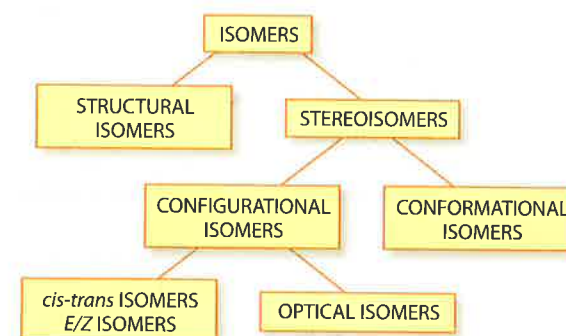 ISOMERS
STRUCTURAL
ISOMERS
STEREOISOMERS
CONFIGURATIONAL
ISOMERS
CONFORMATIONAL
ISOMERS
cis-trans ISOMERS
E/Z ISOMERS
OPTICAL ISOMERS